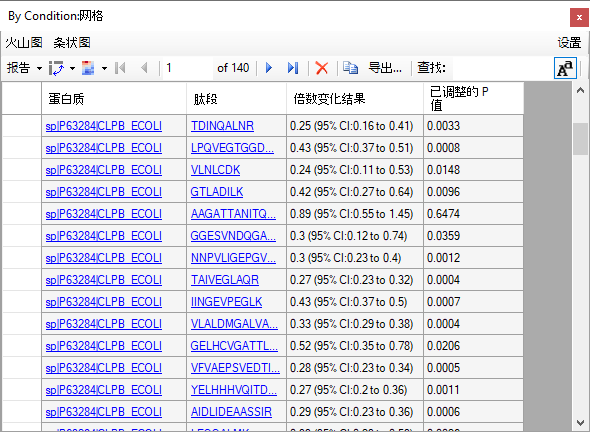 By Condition:网格
火山图 条状图 设置
报告 1 of 140 导出... 查找: Aa
蛋白质 肽段 倍数变化结果 已调整的 P
值
sp|P63284|CLPB_ECOLI TDINQALNR 0.25 (95% CI:0.16 to 0.41) 0.0033
sp|P63284|CLPB_ECOLI LPQVEGTGGD... 0.43 (95% CI:0.37 to 0.51) 0.0008
sp|P63284|CLPB_ECOLI VLNLCDK 0.24 (95% CI:0.11 to 0.53) 0.0148
sp|P63284|CLPB_ECOLI GTLADILK 0.42 (95% CI:0.27 to 0.64) 0.0096
sp|P63284|CLPB_ECOLI AAGATTANITQ... 0.89 (95% CI:0.55 to 1.45) 0.6474
sp|P63284|CLPB_ECOLI GGESVNDQGA... 0.3 (95% CI:0.12 to 0.74) 0.0359
sp|P63284|CLPB_ECOLI NNPVLIGEPGV... 0.3 (95% CI:0.23 to 0.4) 0.0012
sp|P63284|CLPB_ECOLI TAIVEGLAQR 0.27 (95% CI:0.23 to 0.32) 0.0004
sp|P63284|CLPB_ECOLI IINGEVPEGLK 0.43 (95% CI:0.37 to 0.5) 0.0007
sp|P63284|CLPB_ECOLI VLALDMGALVA... 0.33 (95% CI:0.29 to 0.38) 0.0004
sp|P63284|CLPB_ECOLI GELHCVGATTL... 0.52 (95% CI:0.35 to 0.78) 0.0206
sp|P63284|CLPB_ECOLI VFVAEPSVEDTI... 0.28 (95% CI:0.23 to 0.34) 0.0005
sp|P63284|CLPB_ECOLI YELHHHVQITD... 0.27 (95% CI:0.2 to 0.36) 0.0011
sp|P63284|CLPB_ECOLI AIDLIDEAASSIR 0.29 (95% CI:0.23 to 0.36) 0.0006